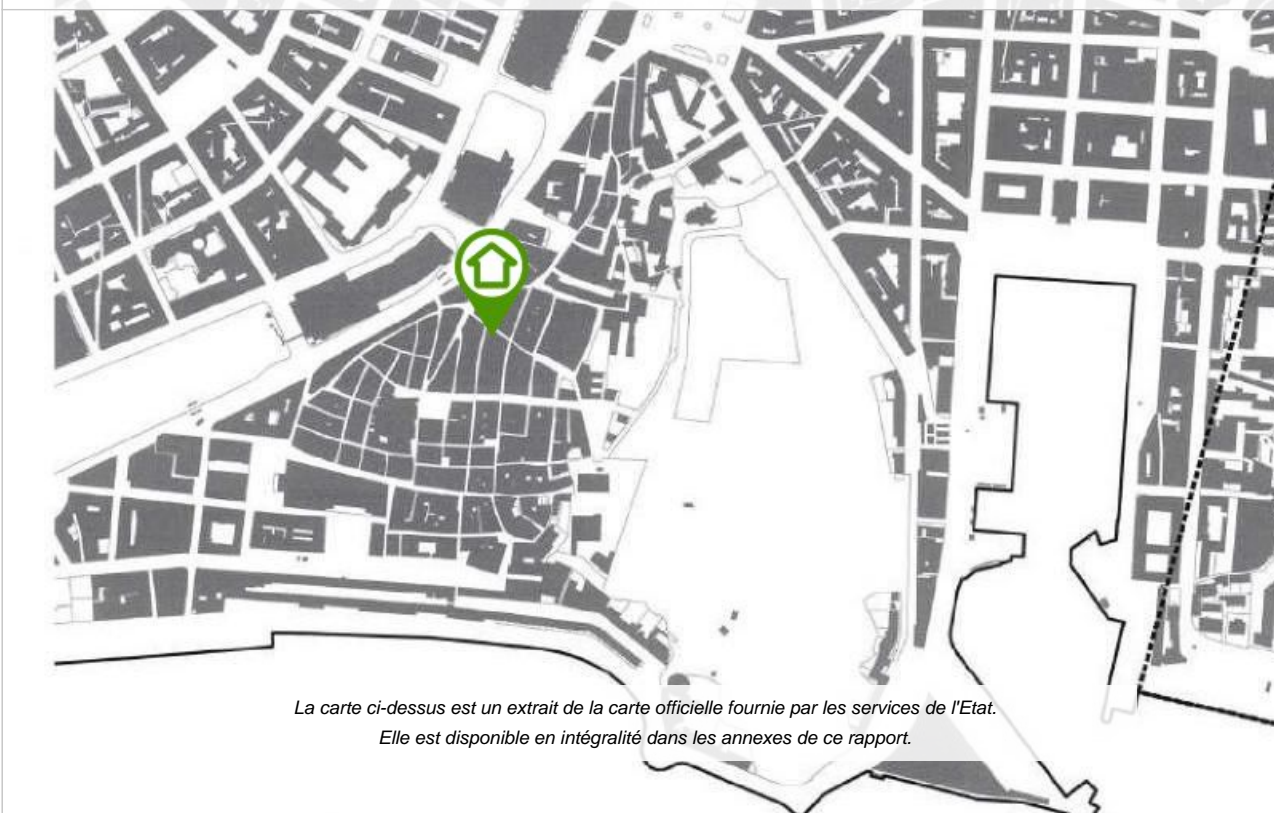 La carte ci-dessus est un extrait de la carte officielle fournie par les services de l'Etat.
Elle est disponible en intégralité dans les annexes de ce rapport.